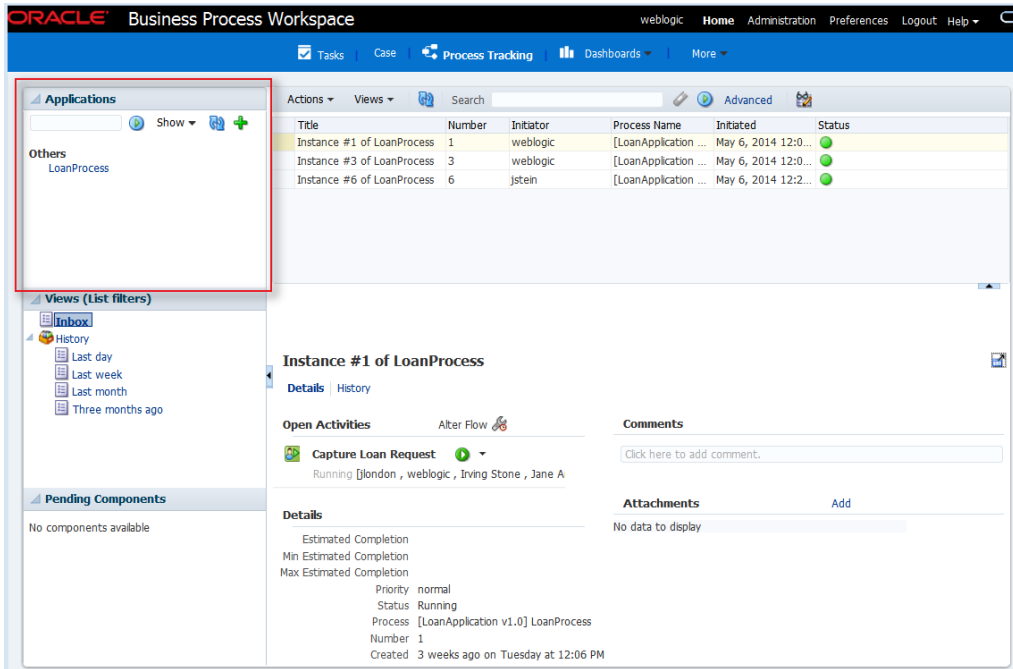 ORACLE® Business Process Workspace
weblogic Home Administration Preferences Logout Help
Tasks Case Process Tracking Dashboards More
Applications
Show
Others
LoanProcess
Views (List filters)
Inbox
History
Last day
Last week
Last month
Three months ago
Pending Components
No components available
Actions Views Search Advanced
Title Number Initiator Process Name Initiated Status
Instance #1 of LoanProcess 1 weblogic [LoanApplication ... May 6, 2014 12:0...
Instance #3 of LoanProcess 3 weblogic [LoanApplication ... May 6, 2014 12:0...
Instance #6 of LoanProcess 6 jstein [LoanApplication ... May 6, 2014 12:2...
Instance #1 of LoanProcess
Details History
Open Activities Alter Flow
Capture Loan Request
Running [jlondon , weblogic , Irving Stone , Jane A
Details
Estimated Completion
Min Estimated Completion
Max Estimated Completion
Priority normal
Status Running
Process [LoanApplication v1.0] LoanProcess
Number 1
Created 3 weeks ago on Tuesday at 12:06 PM
Comments
Click here to add comment.
Attachments Add
No data to display